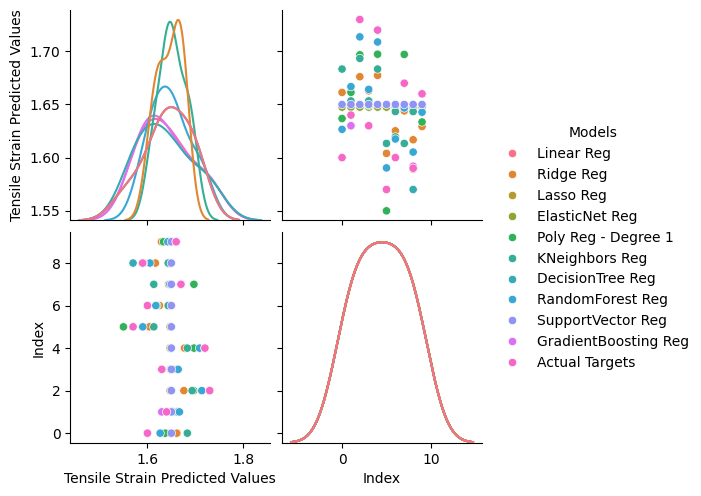 Tensile Strain Predicted Values
1.70
1.65
1.60
1.55
Models
Linear Reg
Ridge Reg
Lasso Reg
ElasticNet Reg
Poly Reg - Degree 1
KNeighbors Reg
DecisionTree Reg
RandomForest Reg
SupportVector Reg
GradientBoosting Reg
Actual Targets
Index
8
6
4
2
0
1.6 1.8
0 10
Tensile Strain Predicted Values
Index